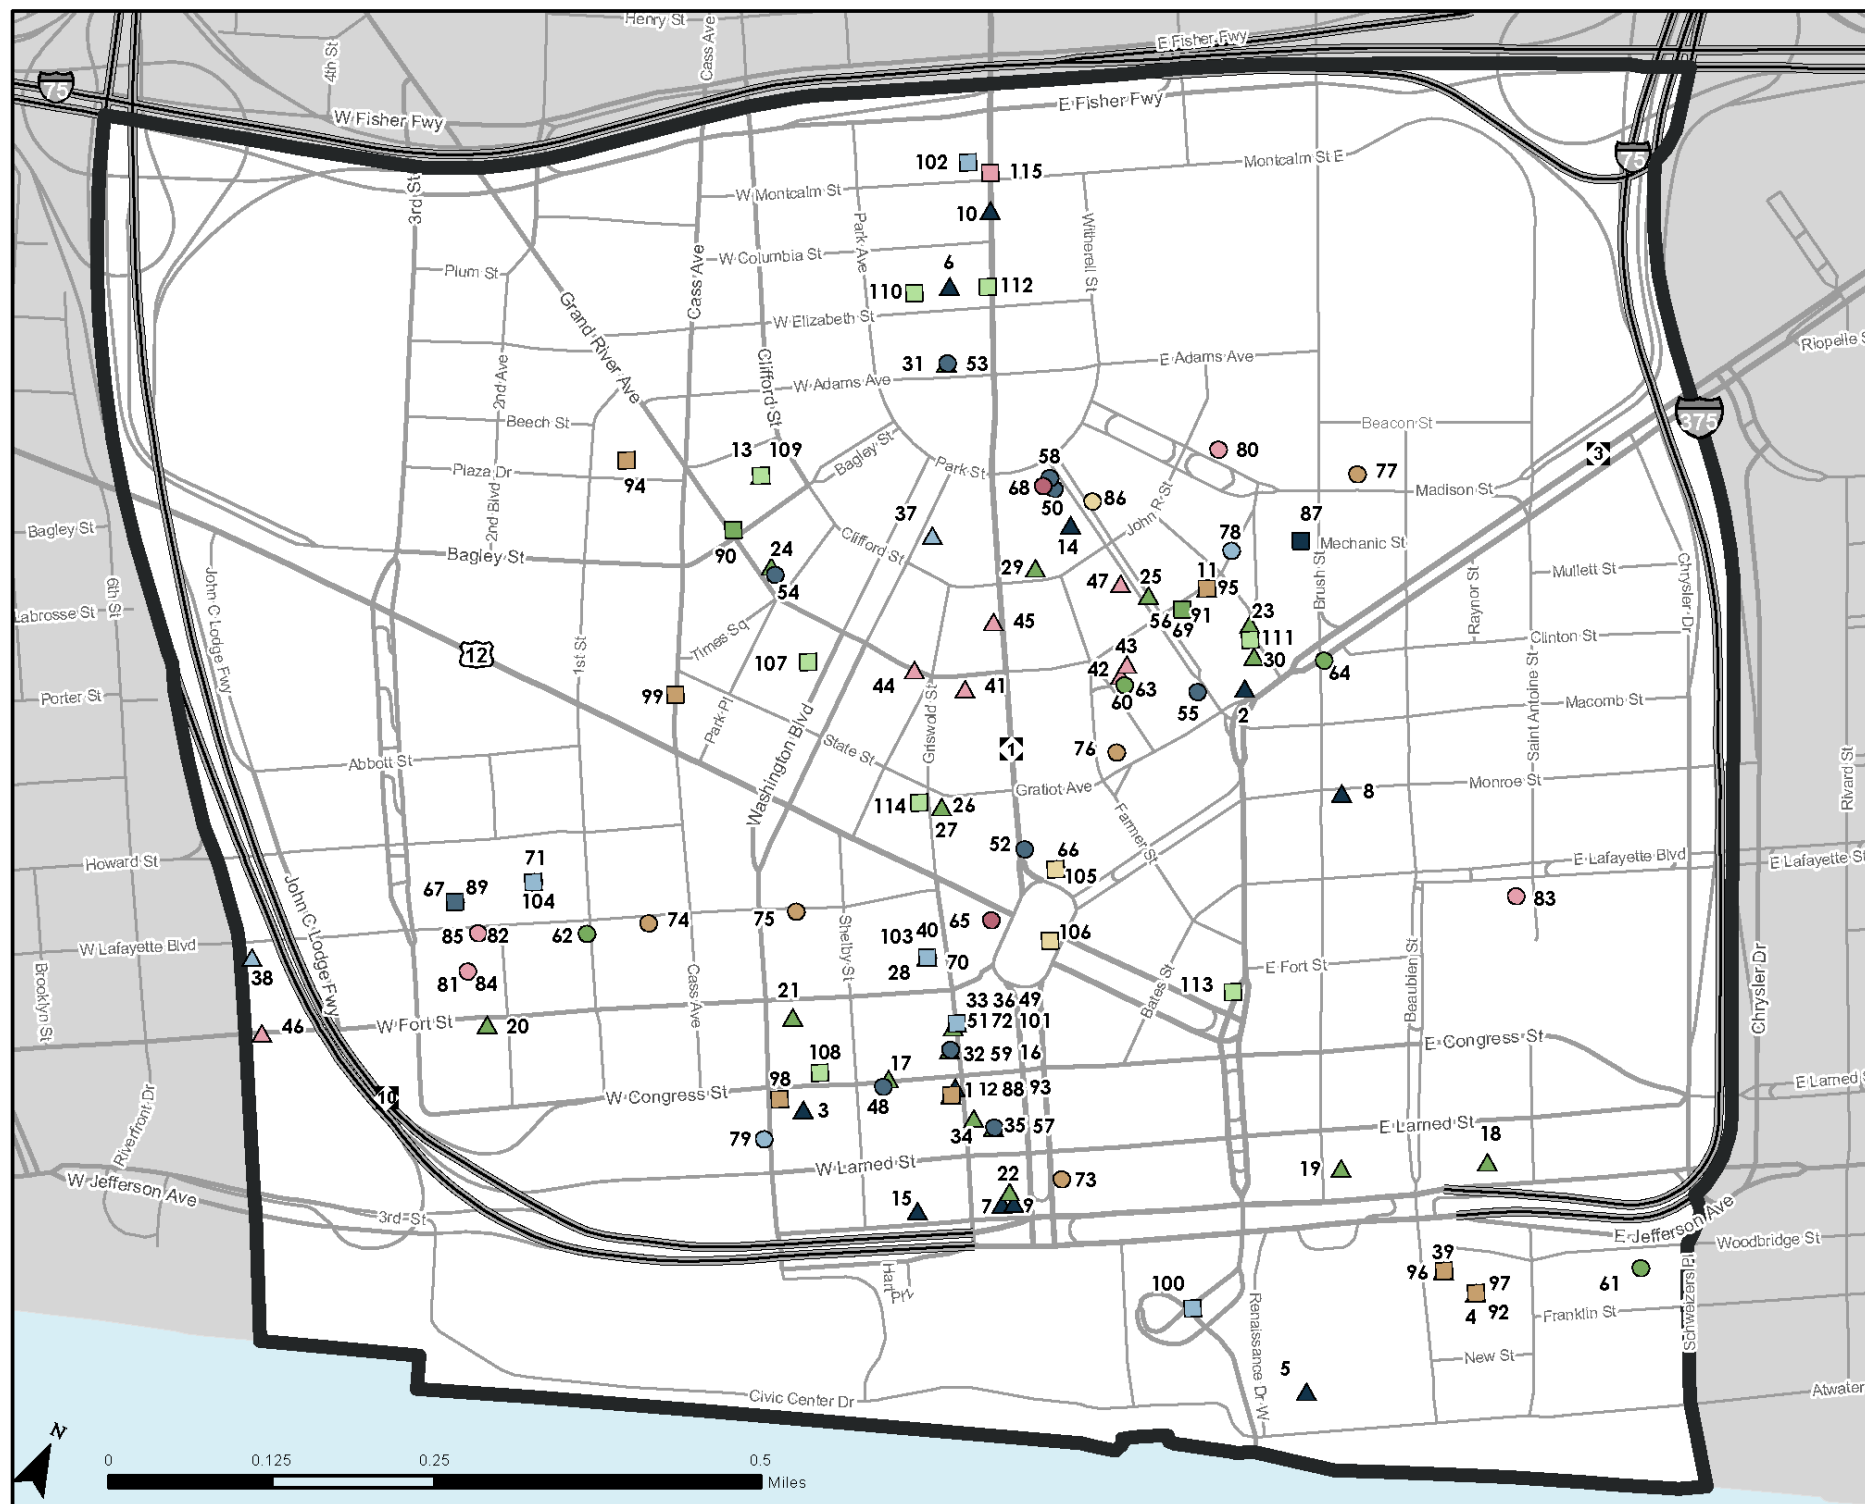 Henry St
4th St
Cass Ave
E Fisher Fwy
75
W Fisher Fwy
E Fisher Fwy
75
102
115
Montcalm St E
3rd St
W Montcalm St
10
Park Ave
Witherell St
Plum St
W Columbia St
6
Cass Ave
110
112
Grand River Ave
W Elizabeth St
Riopelle S
2nd Ave
Clifford St
31
53
E Adams Ave
W Adams Ave
375
Beech St
Beacon St
13
109
Bagley St
80
3
Plaza Dr
94
Park St
58
77
68
50
86
Madison St
2nd Blvd
John R St
87
Bagley St
37
78
Mechanic St
Bagley St
90
24
Clifford St
14
54
29
47
25
11
95
Mullett St
6th St
John C Lodge Fwy
Brush St
Raynor St
Chrysler Dr
Labrosse St
45
56
69
91
23
111
Clinton St
Times Sq
12
1st St
107
43
42
63
60
30
64
Porter St
99
44
41
55
2
Macomb St
Park Pl
Griswold St
Saint Antoine St
Washington Blvd
State St
1
76
Abbott St
Gratiot Ave
Monroe St
8
Rivard St
114
26
27
Farmer St
Howard St
52
66
105
E Lafayette Blvd
E Lafayette St
71
67
89
104
John C Lodge Fwy
83
85
82
62
74
75
Shelby St
65
106
W Lafayette Blvd
40
103
70
28
38
81
84
E Fort St
Beaubien St
Bates St
113
Chrysler Dr
Brooklyn St
Cass Ave
21
33 36 49
46
W Fort St
20
51 72 101
E Congress St
108
17
32 59 16
10
W Congress St
98
3
48
1 12 88 93
E Larned S
Riverfront Dr
79
34
35 57
E Larned St
18
W Larned St
19
W Jefferson Ave
22
73
15
7
9
3rd St
E Jefferson Ave
Woodbridge St
39
96
Hart Plz
100
97
4
92
61
Franklin St
Schweizers Pl
Renaissance Dr W
New St
5
Civic Center Dr
Atwater
N
0
0.125
0.25
0.5
Miles